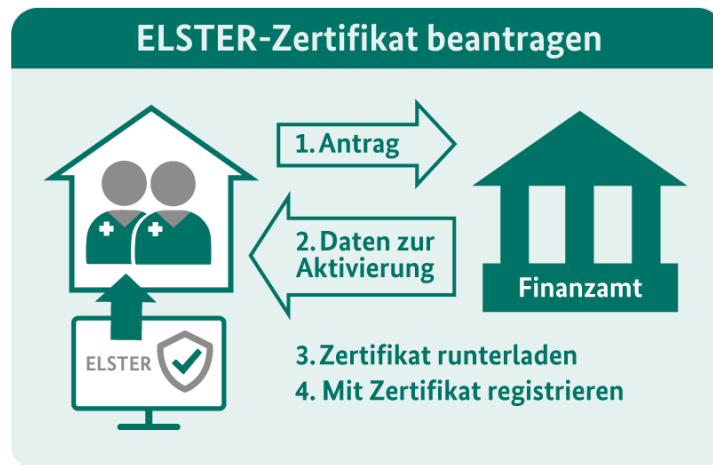 ELSTER-Zertifikat beantragen
1. Antrag
2. Daten zur
Aktivierung
Finanzamt
ELSTER
3. Zertifikat runterladen
4. Mit Zertifikat registrieren